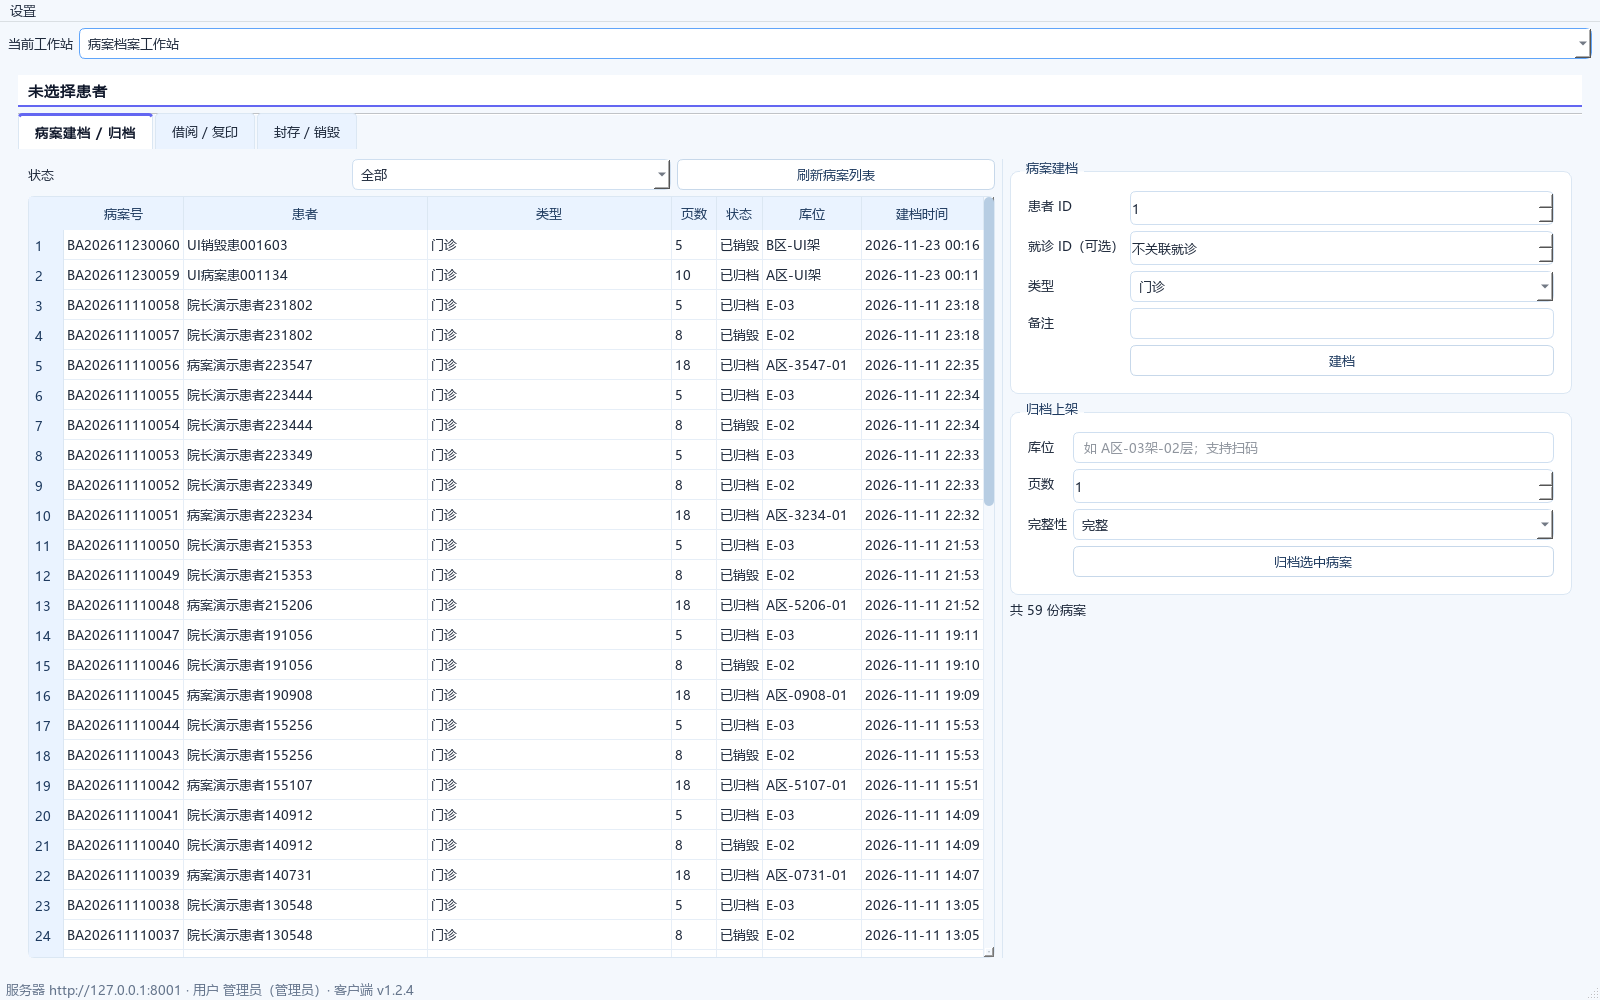 设置
当前工作站 病案档案工作站
未选择患者
病案建档 / 归档 借阅 / 复印 封存 / 销毁
状态 全部 刷新病案列表
病案号 患者 类型 页数 状态 库位 建档时间
1 BA202611230060 UI销毁患001603 门诊 5 已销毁 B区-UI架 2026-11-23 00:16
2 BA202611230059 UI病案患001134 门诊 10 已归档 A区-UI架 2026-11-23 00:11
3 BA202611110058 院长演示患者231802 门诊 5 已归档 E-03 2026-11-11 23:18
4 BA202611110057 院长演示患者231802 门诊 8 已销毁 E-02 2026-11-11 23:18
5 BA202611110056 病案演示患者223547 门诊 18 已归档 A区-3547-01 2026-11-11 22:35
6 BA202611110055 院长演示患者223444 门诊 5 已归档 E-03 2026-11-11 22:34
7 BA202611110054 院长演示患者223444 门诊 8 已销毁 E-02 2026-11-11 22:34
8 BA202611110053 院长演示患者223349 门诊 5 已归档 E-03 2026-11-11 22:33
9 BA202611110052 院长演示患者223349 门诊 8 已销毁 E-02 2026-11-11 22:33
10 BA202611110051 病案演示患者223234 门诊 18 已归档 A区-3234-01 2026-11-11 22:32
11 BA202611110050 院长演示患者215353 门诊 5 已归档 E-03 2026-11-11 21:53
12 BA202611110049 院长演示患者215353 门诊 8 已销毁 E-02 2026-11-11 21:53
13 BA202611110048 病案演示患者215206 门诊 18 已归档 A区-5206-01 2026-11-11 21:52
14 BA202611110047 院长演示患者191056 门诊 5 已归档 E-03 2026-11-11 19:11
15 BA202611110046 院长演示患者191056 门诊 8 已销毁 E-02 2026-11-11 19:10
16 BA202611110045 病案演示患者190908 门诊 18 已归档 A区-0908-01 2026-11-11 19:09
17 BA202611110044 院长演示患者155256 门诊 5 已归档 E-03 2026-11-11 15:53
18 BA202611110043 院长演示患者155256 门诊 8 已销毁 E-02 2026-11-11 15:53
19 BA202611110042 病案演示患者155107 门诊 18 已归档 A区-5107-01 2026-11-11 15:51
20 BA202611110041 院长演示患者140912 门诊 5 已归档 E-03 2026-11-11 14:09
21 BA202611110040 院长演示患者140912 门诊 8 已销毁 E-02 2026-11-11 14:09
22 BA202611110039 病案演示患者140731 门诊 18 已归档 A区-0731-01 2026-11-11 14:07
23 BA202611110038 院长演示患者130548 门诊 5 已归档 E-03 2026-11-11 13:05
24 BA202611110037 院长演示患者130548 门诊 8 已销毁 E-02 2026-11-11 13:05
病案建档
患者 ID 1
就诊 ID（可选） 不关联就诊
类型 门诊
备注
建档
归档上架
库位 如 A区-03架-02层；支持扫码
页数 1
完整性 完整
归档选中病案
共 59 份病案
服务器 http://127.0.0.1:8001 · 用户 管理员（管理员） · 客户端 v1.2.4